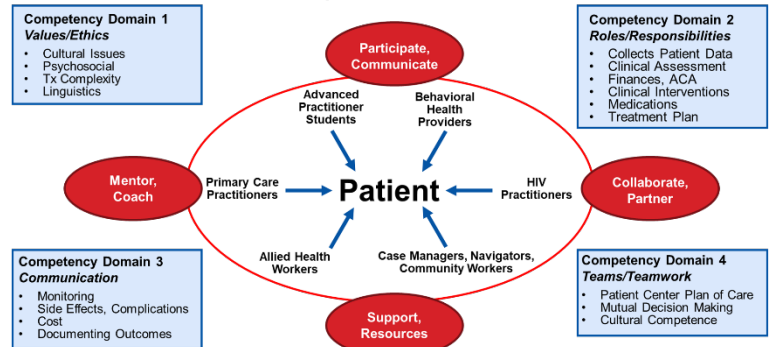 Competency Domain 1
Values/Ethics
• Cultural Issues
• Psychosocial
• Tx Complexity
• Linguistics
Competency Domain 2
Roles/Responsibilities
• Collects Patient Data
• Clinical Assessment
• Finances, ACA
• Clinical Interventions
• Medications
• Treatment Plan
Participate,
Communicate
Advanced
Practitioner
Students
Behavioral
Health
Providers
Mentor,
Coach
Primary Care
Practitioners
Patient
HIV
Practitioners
Collaborate,
Partner
Allied Health
Workers
Case Managers, Navigators,
Community Workers
Competency Domain 3
Communication
• Monitoring
• Side Effects, Complications
• Cost
• Documenting Outcomes
Support,
Resources
Competency Domain 4
Teams/Teamwork
• Patient Center Plan of Care
• Mutual Decision Making
• Cultural Competence